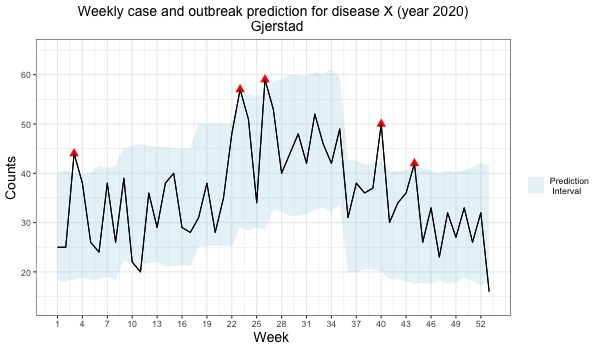 Weekly case and outbreak prediction for disease X (year 2020)
Gjerstad
Counts
60
50
40
30
20
1 4 7 10 13 16 19 22 25 28 31 34 37 40 43 46 49 52
Week
Prediction
Interval